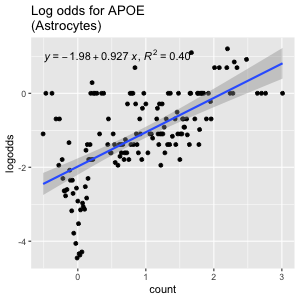 Log odds for APOE
(Astrocytes)
y = −1.98 + 0.927 x, R² = 0.40
0
-2
-4
logodds
0 1 2 3
count